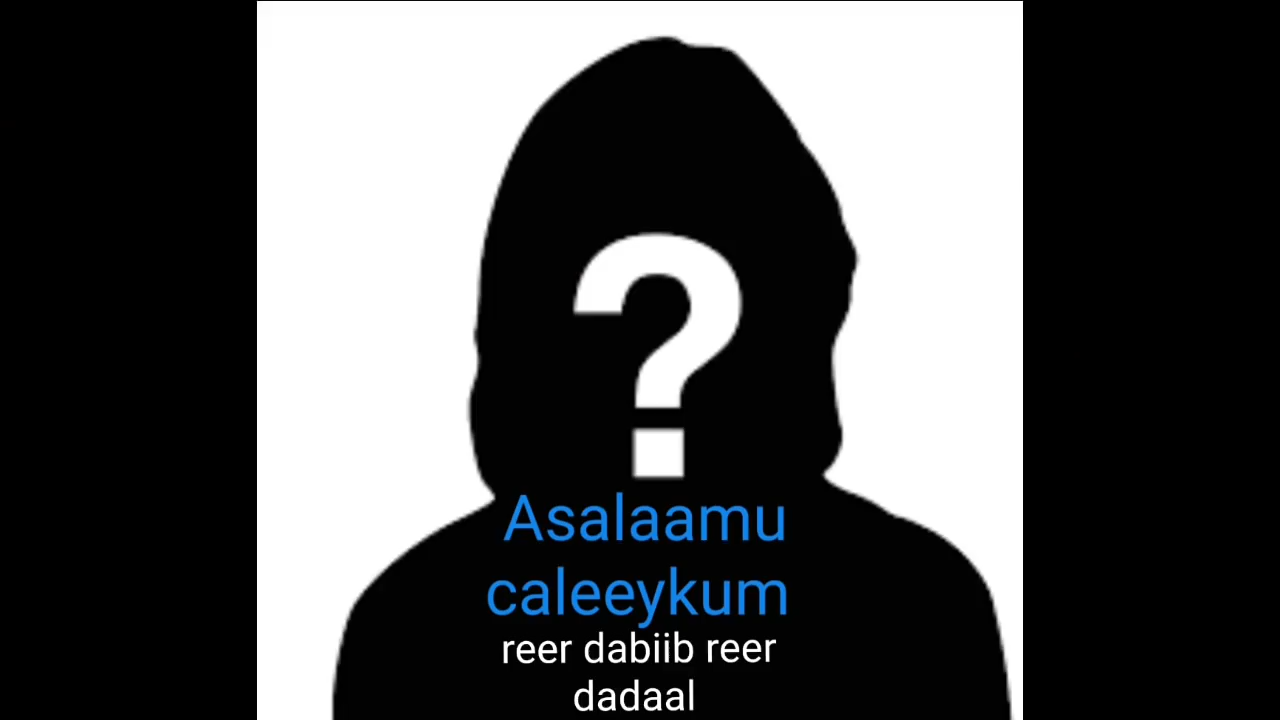 ?
Asalaamu
caleeykum
reer dabiib reer
dadaal